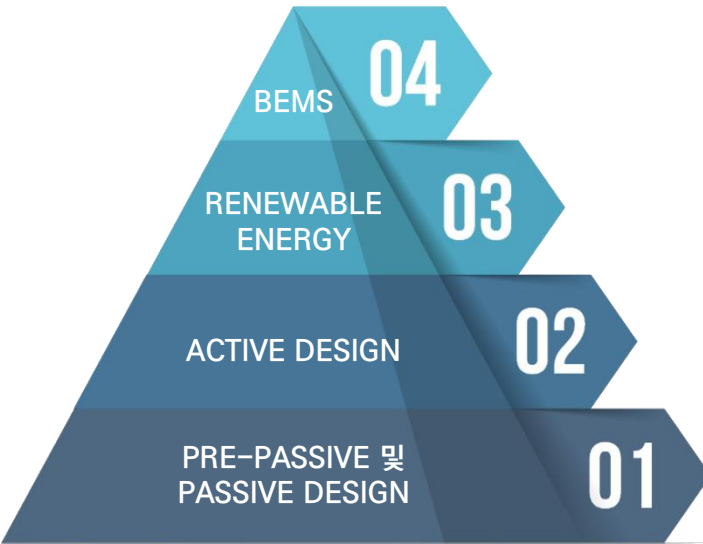 04
BEMS
RENEWABLE
ENERGY
03
ACTIVE DESIGN
02
PRE-PASSIVE 및
PASSIVE DESIGN
01